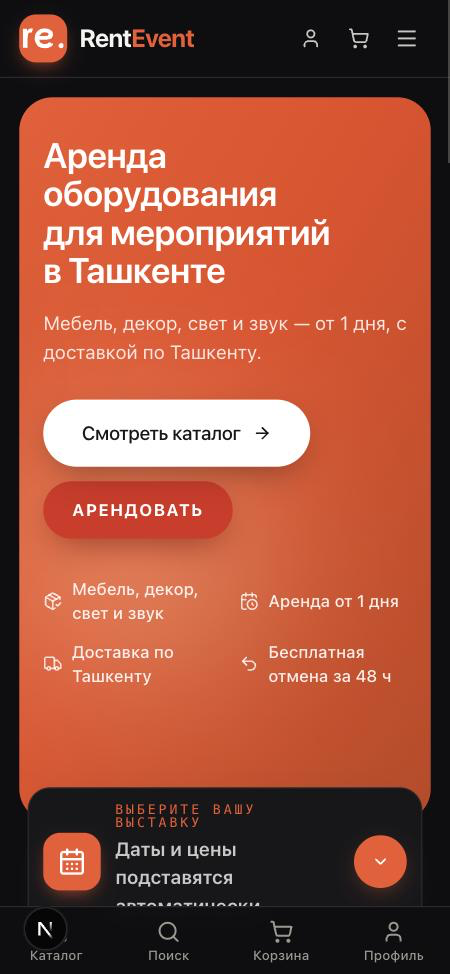 re. RentEvent
Аренда
оборудования
для мероприятий
в Ташкенте
Мебель, декор, свет и звук — от 1 дня, с
доставкой по Ташкенту.
Смотреть каталог →
АРЕНДОВАТЬ
Мебель, декор,
свет и звук
Аренда от 1 дня
Доставка по
Ташкенту
Бесплатная
отмена за 48 ч
ВЫБЕРИТЕ ВАШУ
ВЫСТАВКУ
Даты и цены
подставятся
автоматически
N
Каталог
Поиск
Корзина
Профиль